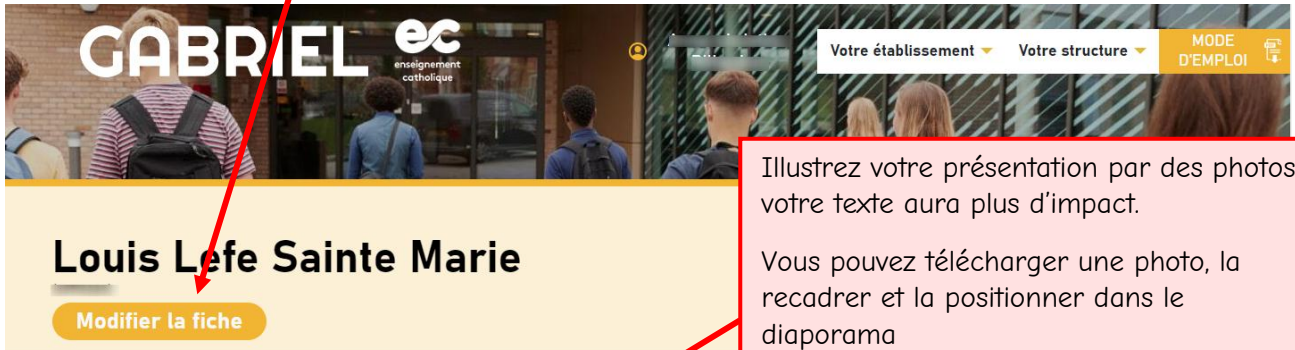 GABRIEL
ec
enseignement
catholique
Votre établissement
Votre structure
MODE
D'EMPLOI
Illustrez votre présentation par des photos
votre texte aura plus d'impact.
Vous pouvez télécharger une photo, la
recadrer et la positionner dans le
diaporama
Louis Lefe Sainte Marie
Modifier la fiche